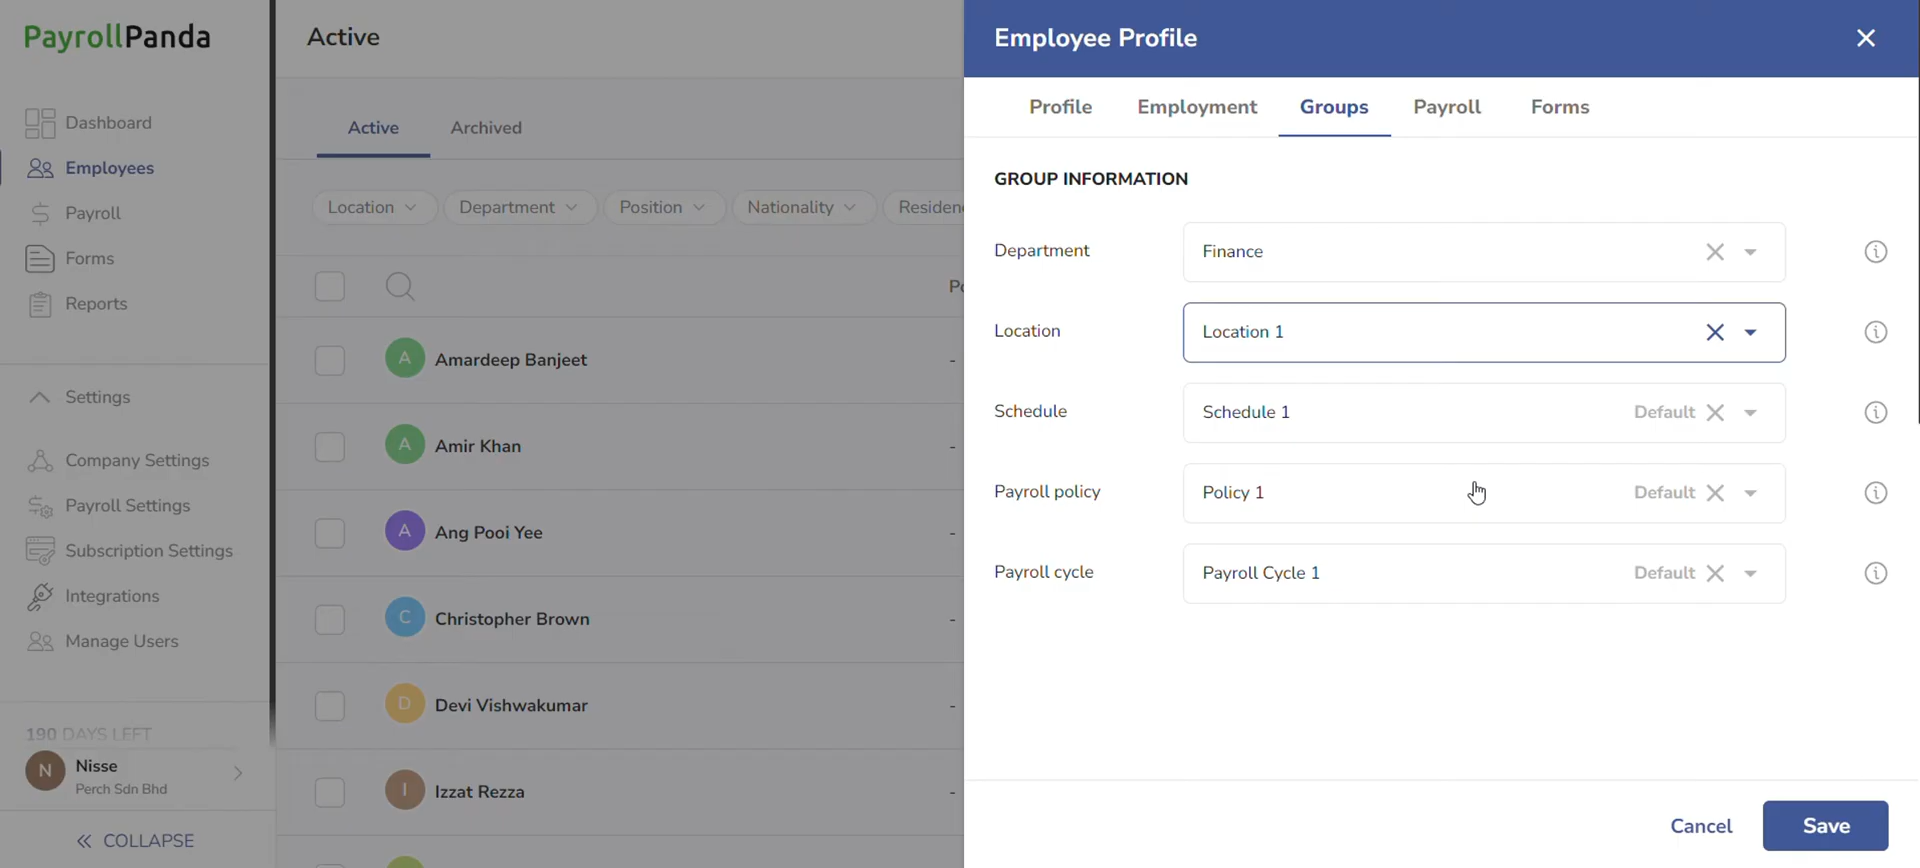 PayrollPanda
Dashboard
Employees
Payroll
Forms
Reports
Settings
Company Settings
Payroll Settings
Subscription Settings
Integrations
Manage Users
190 DAYS LEFT
N
Nisse
Perch Sdn Bhd
COLLAPSE
Active
Active Archived
Location Department Position Nationality
A Amardeep Banjeet -
A Amir Khan -
A Ang Pooi Yee -
C Christopher Brown -
D Devi Vishwakumar -
I Izzat Rezza -
Employee Profile
Profile Employment Groups Payroll Forms
GROUP INFORMATION
Department Finance
Location Location 1
Schedule Schedule 1 Default
Payroll policy Policy 1 Default
Payroll cycle Payroll Cycle 1 Default
Cancel Save